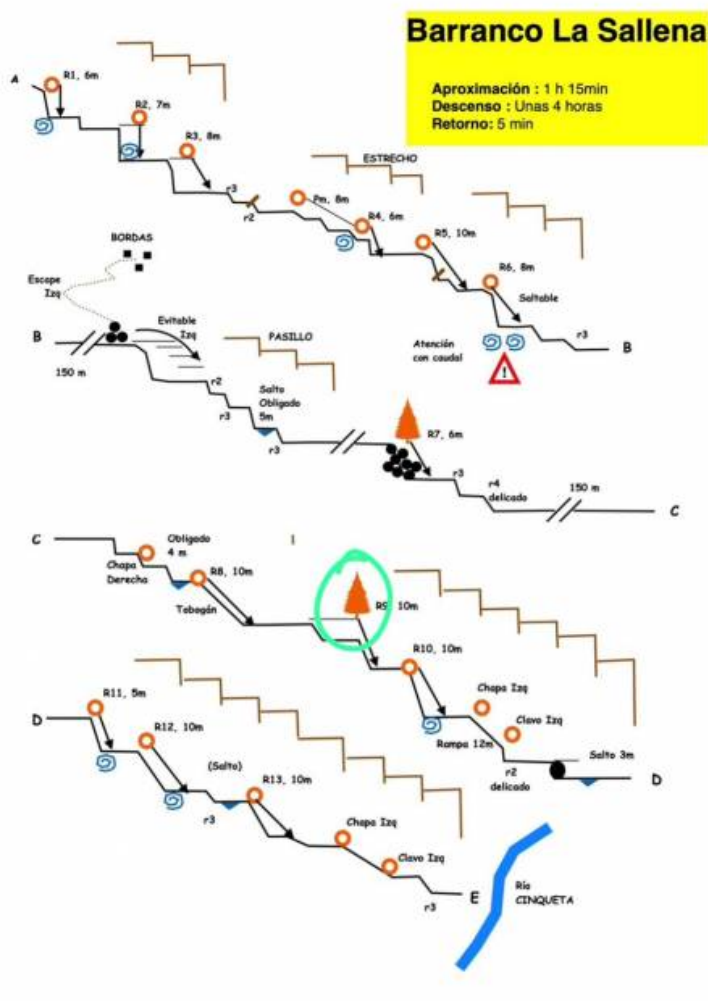 Barranco La Sallena
Aproximación : 1 h 15min
Descenso : Unas 4 horas
Retorno: 5 min
A
R1, 6m
R2, 7m
R3, 8m
r3
r2
ESTRECHO
Pm, 8m
R4, 6m
R5, 10m
R6, 8m
Saltable
Atención
con caudal
!
r3
B
BORDAS
Escape
Izq
B
150 m
Evitable
Izq
PASILLO
r2
r3
Salto
Obligado
5m
r3
R7, 6m
r3
r4
delicado
150 m
C
C
Chapa
Derecha
Obligado
4 m
R8, 10m
Tobogán
R9, 10m
R10, 10m
Chapa Izq
Clavo Izq
Rampa 12m
r2
delicado
Salto 3m
D
D
R11, 5m
R12, 10m
(Salto)
r3
R13, 10m
Chapa Izq
Clavo Izq
r3
E
Río
CINQUETA